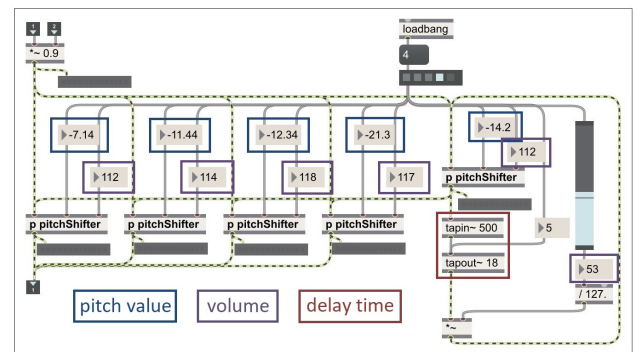 1 2
*~ 0.9
loadbang
4
-7.14
-11.44
-12.34
-21.3
-14.2
112
114
118
117
112
p pitchShifter
p pitchShifter
p pitchShifter
p pitchShifter
p pitchShifter
tapin~ 500
5
tapout~ 18
53
/ 127.
*~
1
pitch value
volume
delay time